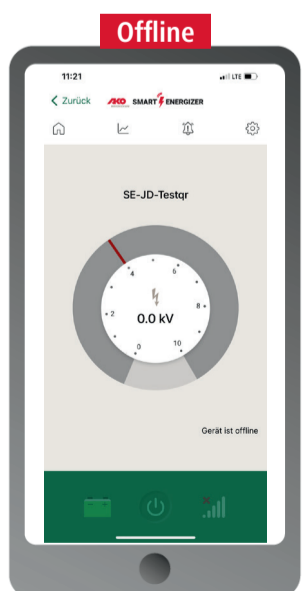 Offline
11:21
LTE
Zurück
AKO SMART ENERGIZER
SE-JD-Testqr
4
6
2
8
0.0 kV
0
10
Gerät ist offline